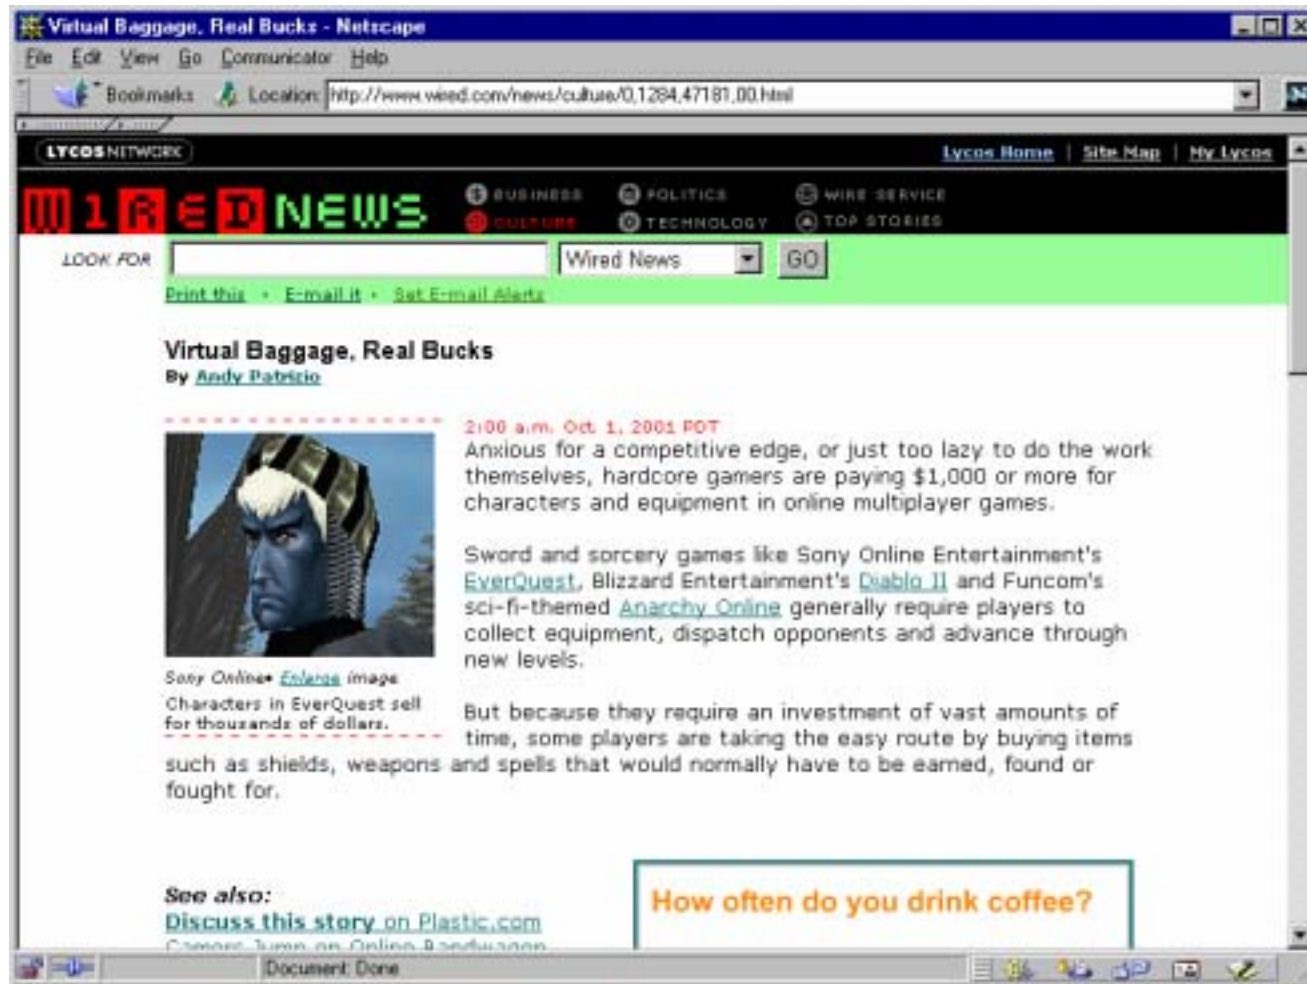 Virtual Baggage, Real Bucks - Netscape
File Edit View Go Communicator Help
Bookmarks Location: http://www.wired.com/news/culture/0,1284,47181,00.html
LYCOS NETWORK Lycos Home | Site Map | My Lycos
WIRED NEWS
BUSINESS POLITICS WIRE SERVICE
CULTURE TECHNOLOGY TOP STORIES
LOOK FOR Wired News GO
Print this • E-mail it • Set E-mail Alerts
Virtual Baggage, Real Bucks
By Andy Patrizio
Sony Online• Enlarge image
Characters in EverQuest sell
for thousands of dollars.
2:00 a.m. Oct. 1, 2001 PDT
Anxious for a competitive edge, or just too lazy to do the work
themselves, hardcore gamers are paying $1,000 or more for
characters and equipment in online multiplayer games.
Sword and sorcery games like Sony Online Entertainment's
EverQuest, Blizzard Entertainment's Diablo II and Funcom's
sci-fi-themed Anarchy Online generally require players to
collect equipment, dispatch opponents and advance through
new levels.
But because they require an investment of vast amounts of
time, some players are taking the easy route by buying items
such as shields, weapons and spells that would normally have to be earned, found or
fought for.
See also:
Discuss this story on Plastic.com
Gamers Jump on Online Bandwagon
How often do you drink coffee?
Document: Done